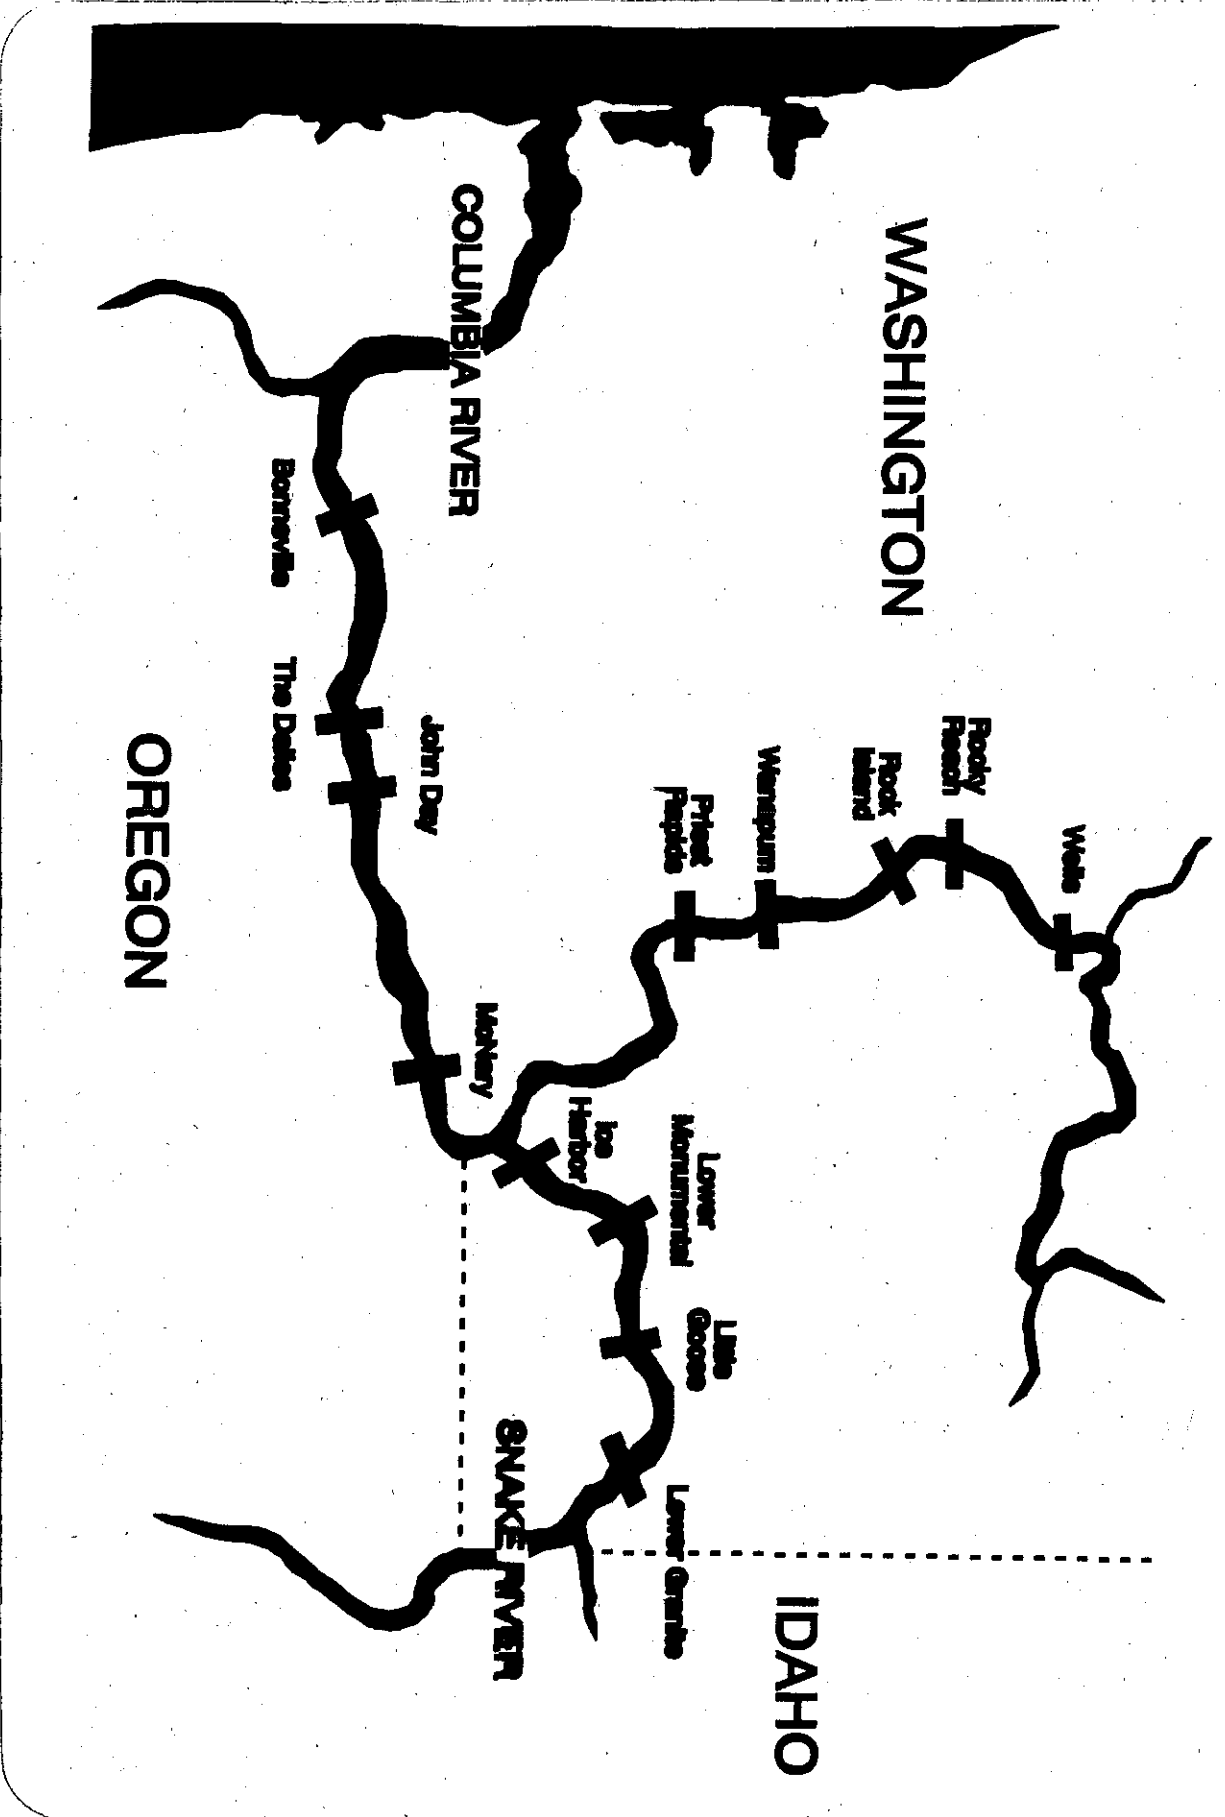 WASHINGTON
COLUMBIA RIVER
Wells
Rocky
Reach
Rock
Island
Wanapum
Priest
Rapids
John Day
Bonneville
The Dalles
McNary
Ice
Harbor
Lower
Monumental
Little
Goose
Lower Granite
SNAKE RIVER
OREGON
IDAHO